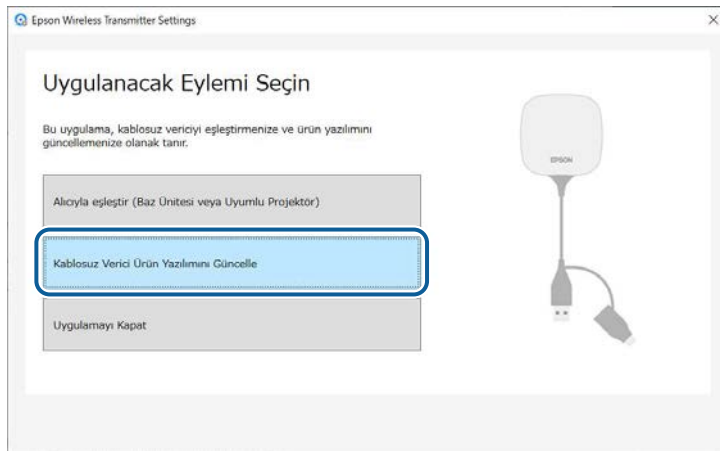 Epson Wireless Transmitter Settings
Uygulanacak Eylemi Seçin
Bu uygulama, kablosuz vericiyi eşleştirmenize ve ürün yazılımını
güncellemenize olanak tanır.
EPSON
Alıcıyla eşleştir (Baz Ünitesi veya Uyumlu Projektör)
Kablosuz Verici Ürün Yazılımını Güncelle
Uygulamayı Kapat